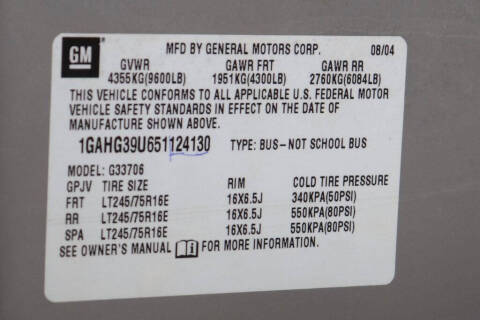 GM
MFD BY GENERAL MOTORS CORP. 08/04
GVWR GAWR FRT GAWR RR
4355KG(9600LB) 1951KG(4300LB) 2760KG(6084LB)
THIS VEHICLE CONFORMS TO ALL APPLICABLE U.S. FEDERAL MOTOR
VEHICLE SAFETY STANDARDS IN EFFECT ON THE DATE OF
MANUFACTURE SHOWN ABOVE.
1GAHG39U651124130 TYPE: BUS-NOT SCHOOL BUS
MODEL: G33706
GPJV TIRE SIZE RIM COLD TIRE PRESSURE
FRT LT245/75R16E 16X6.5J 340KPA(50PSI)
RR LT245/75R16E 16X6.5J 550KPA(80PSI)
SPA LT245/75R16E 16X6.5J 550KPA(80PSI)
SEE OWNER'S MANUAL i FOR MORE INFORMATION.